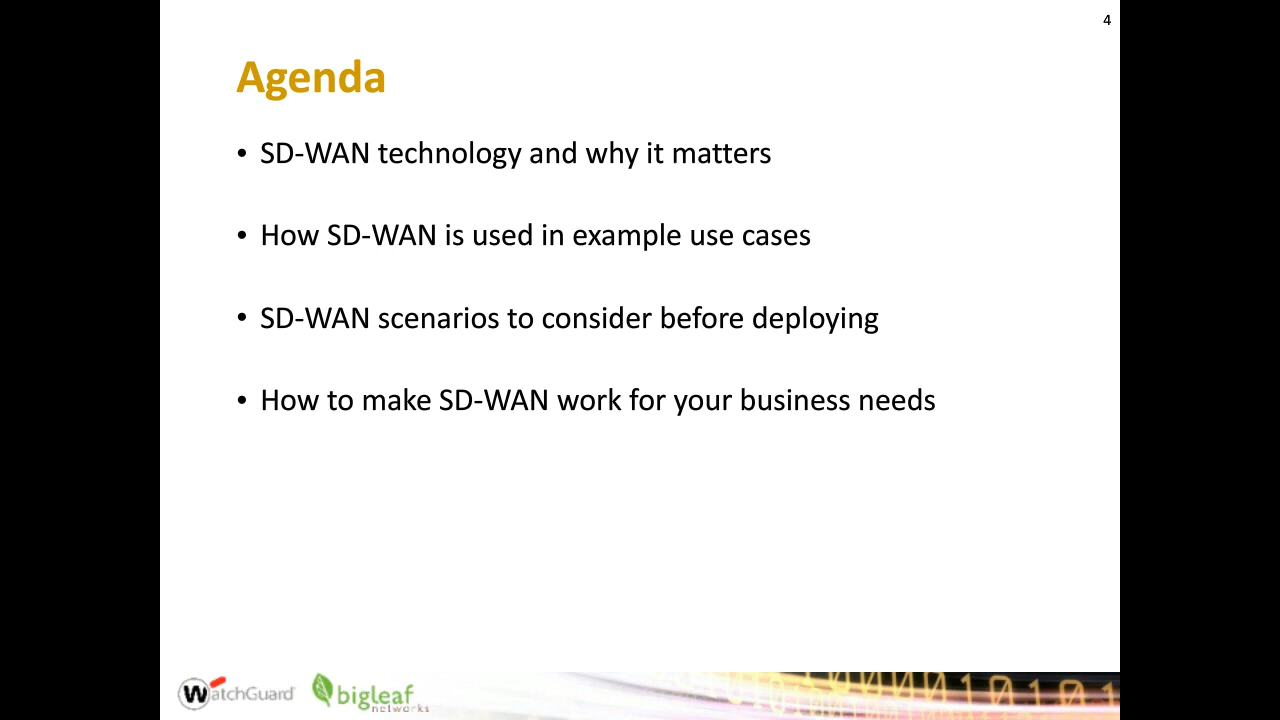 4
Agenda
• SD-WAN technology and why it matters
• How SD-WAN is used in example use cases
• SD-WAN scenarios to consider before deploying
• How to make SD-WAN work for your business needs
WatchGuard bigleaf
networks
10101